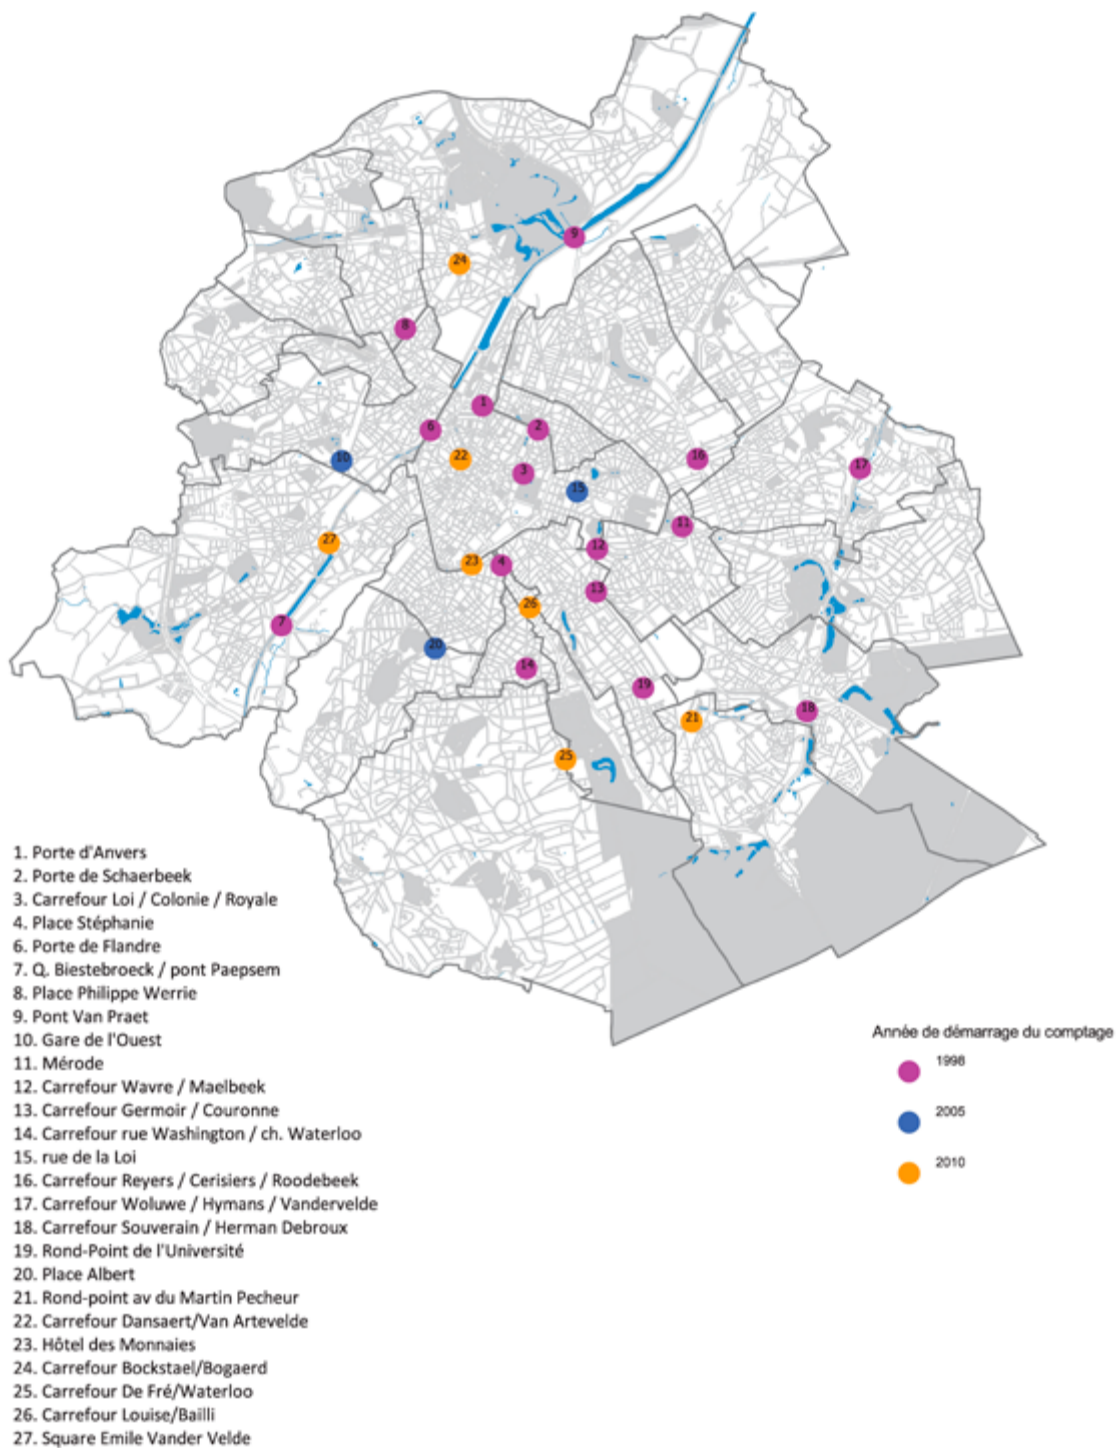 9
24
8
1
6
2
22
10
3
16
17
15
11
27
12
23
4
13
26
7
20
14
19
18
21
25
1. Porte d'Anvers
2. Porte de Schaerbeek
3. Carrefour Loi / Colonie / Royale
4. Place Stéphanie
6. Porte de Flandre
7. Q. Biestebroeck / pont Paepsem
8. Place Philippe Werrie
9. Pont Van Praet
10. Gare de l'Ouest
11. Mérode
12. Carrefour Wavre / Maelbeek
13. Carrefour Germoir / Couronne
14. Carrefour rue Washington / ch. Waterloo
15. rue de la Loi
16. Carrefour Reyers / Cerisiers / Roodebeek
17. Carrefour Woluwe / Hymans / Vandervelde
18. Carrefour Souverain / Herman Debroux
19. Rond-Point de l'Université
20. Place Albert
21. Rond-point av du Martin Pecheur
22. Carrefour Dansaert/Van Artevelde
23. Hôtel des Monnaies
24. Carrefour Bockstael/Bogaerd
25. Carrefour De Fré/Waterloo
26. Carrefour Louise/Bailli
27. Square Emile Vander Velde
Année de démarrage du comptage
1998
2005
2010